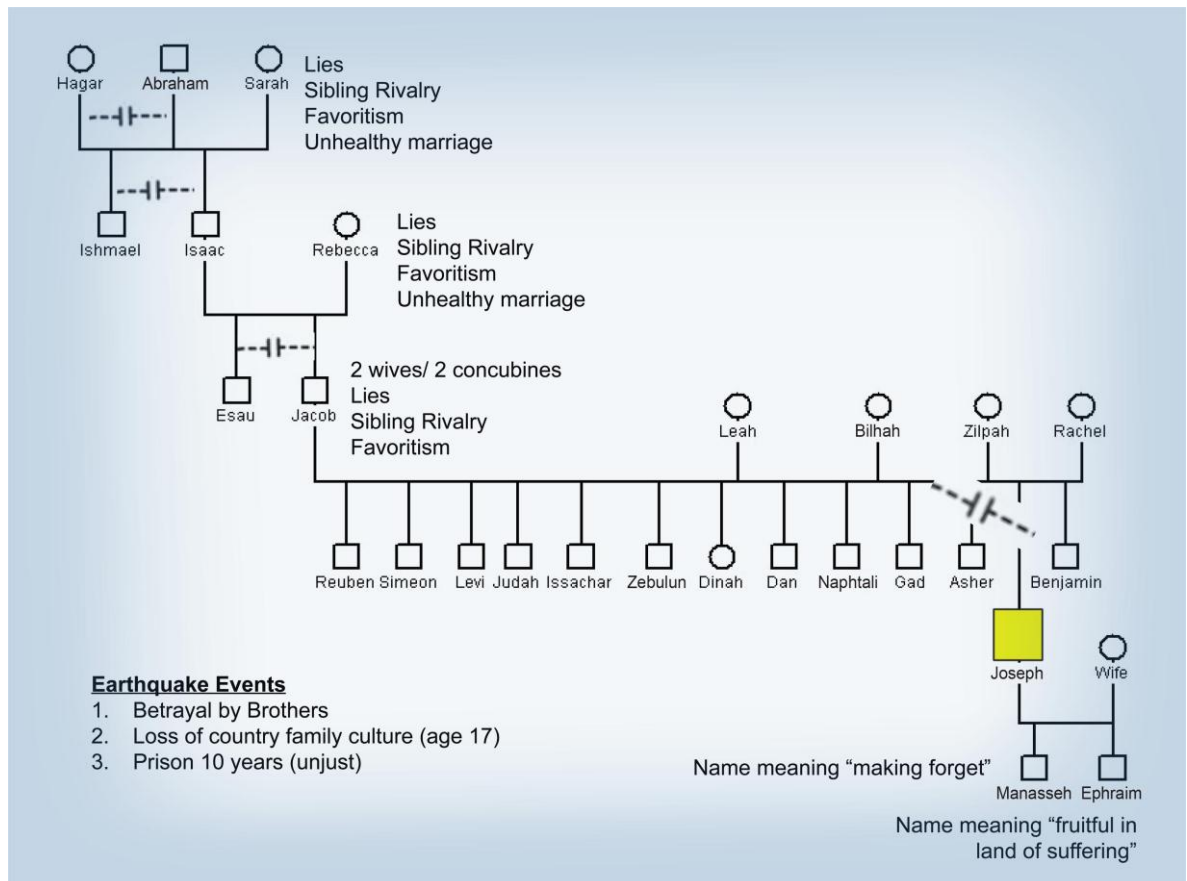 Hagar Abraham Sarah
Lies
Sibling Rivalry
Favoritism
Unhealthy marriage
Ishmael Isaac Rebecca
Lies
Sibling Rivalry
Favoritism
Unhealthy marriage
Esau Jacob
2 wives/ 2 concubines
Lies
Sibling Rivalry
Favoritism
Leah Bilhah Zilpah Rachel
Reuben Simeon Levi Judah Issachar Zebulun Dinah Dan Naphtali Gad Asher Benjamin
Joseph Wife
Earthquake Events
1. Betrayal by Brothers
2. Loss of country family culture (age 17)
3. Prison 10 years (unjust)
Name meaning “making forget”
Manasseh Ephraim
Name meaning “fruitful in
land of suffering”